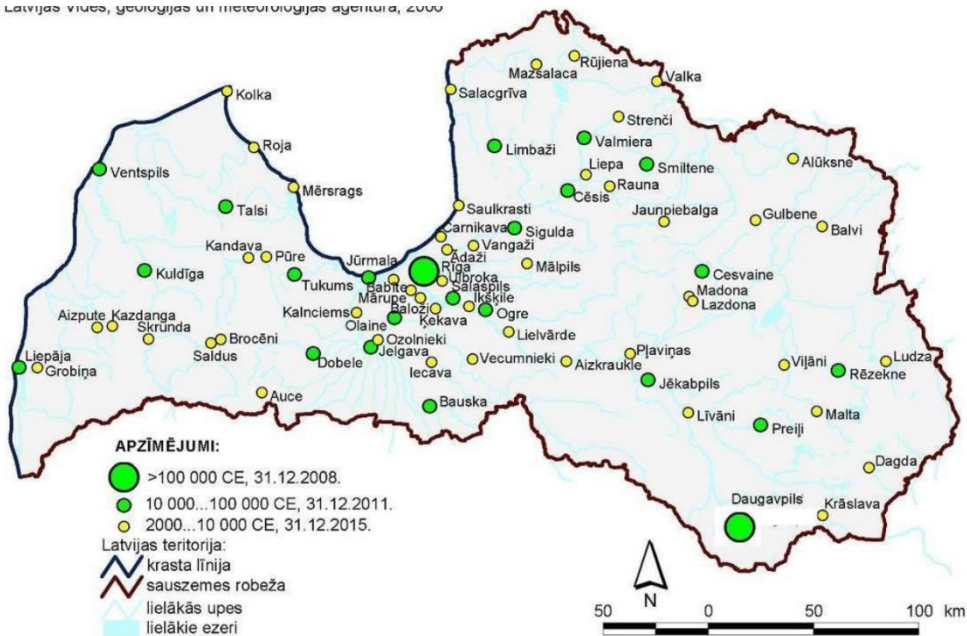 Latvijas Vides, ģeoloģijas un meteoroloģijas aģentūra, 2006
Rūjiena
Mazsalaca
Valka
Kolka
Salacgrīva
Strenči
Roja
Limbaži
Valmiera
Alūksne
Ventspils
Liepa
Smiltene
Mērsrags
Rauna
Cēsis
Talsi
Saulkrasti
Jaunpiebalga
Gulbene
Balvi
Carnikava
Sigulda
Kandava
Pūre
Vangaži
Ādaži
Jūrmala
Rīga
Mālpils
Kuldīga
Tukums
Babīte
Ulbroka
Salaspils
Cesvaine
Mārupe
Ikšķile
Madona
Lazdona
Kalnciems
Baloži
Ķekava
Ogre
Aizpute
Kazdanga
Skrunda
Olaine
Brocēni
Ozolnieki
Lielvārde
Saldus
Pļaviņas
Liepāja
Dobele
Jelgava
Vecumnieki
Viļāni
Ludza
Grobiņa
Iecava
Aizkraukle
Rēzekne
Jēkabpils
Auce
Bauska
Līvāni
Malta
Preiļi
APZĪMĒJUMI:
>100 000 CE, 31.12.2008.
10 000...100 000 CE, 31.12.2011.
2000...10 000 CE, 31.12.2015.
Dagda
Daugavpils
Krāslava
Latvijas teritorija:
krasta līnija
sauszemes robeža
lielākās upes
lielākie ezeri
N
50 0 50 100 km